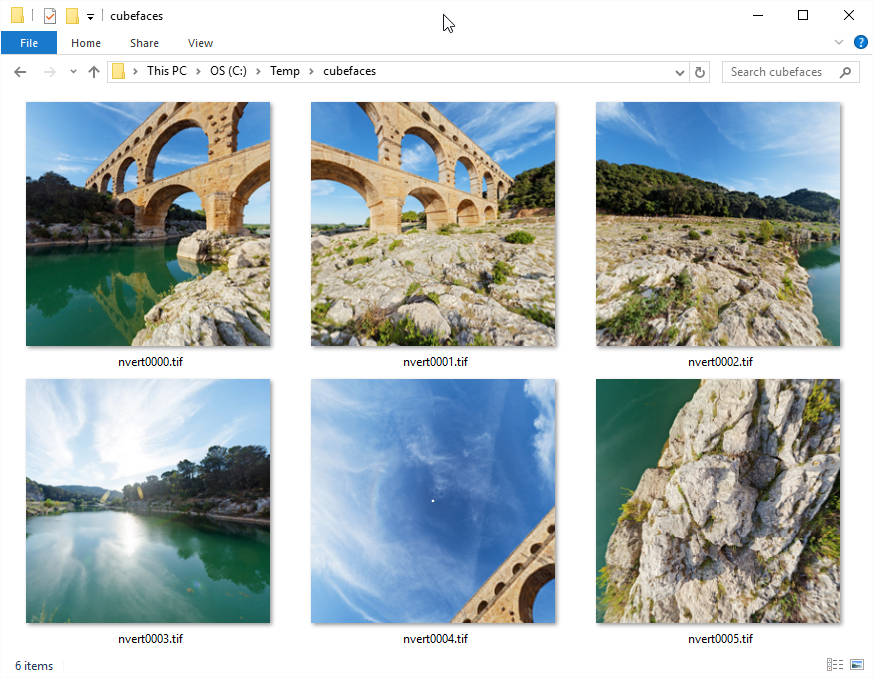 cubefaces
File Home Share View
This PC OS (C:) Temp cubefaces Search cubefaces
nvert0000.tif nvert0001.tif nvert0002.tif
nvert0003.tif nvert0004.tif nvert0005.tif
6 items